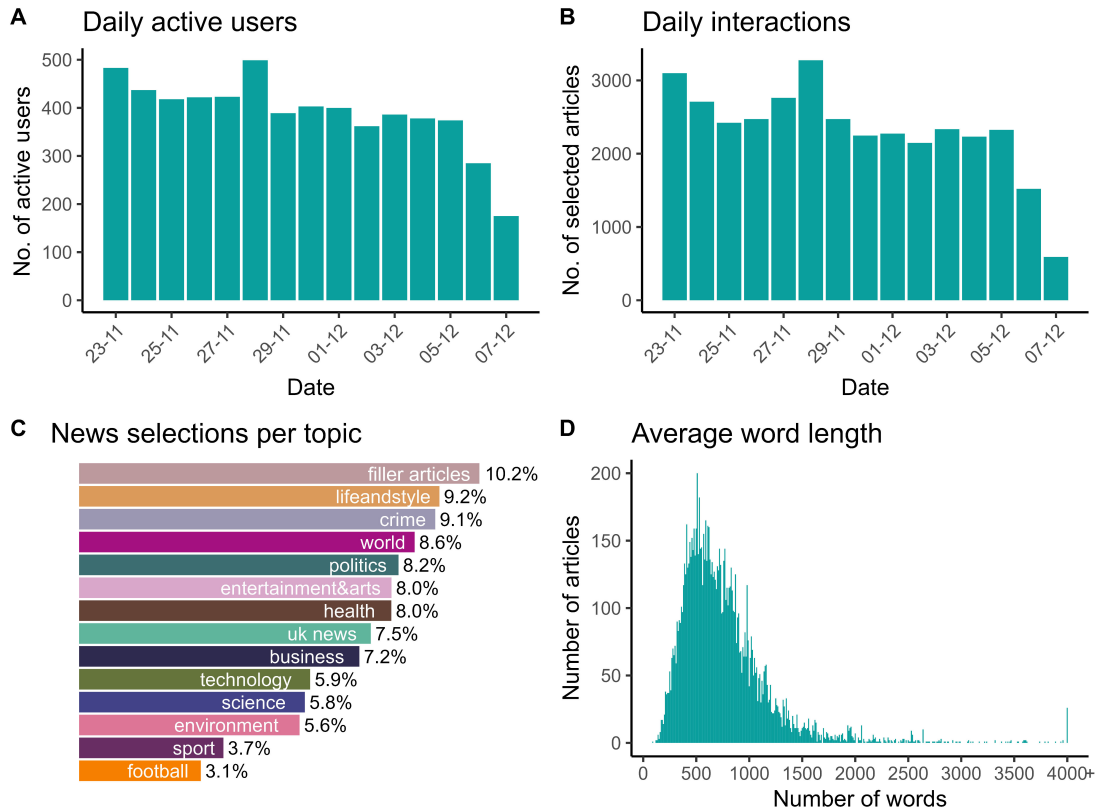 A Daily active users
No. of active users
500
400
300
200
100
0
23-11 25-11 27-11 29-11 01-12 03-12 05-12 07-12
Date
B Daily interactions
No. of selected articles
3000
2000
1000
0
23-11 25-11 27-11 29-11 01-12 03-12 05-12 07-12
Date
C News selections per topic
filler articles 10.2%
lifeandstyle 9.2%
crime 9.1%
world 8.6%
politics 8.2%
entertainment&arts 8.0%
health 8.0%
uk news 7.5%
business 7.2%
technology 5.9%
science 5.8%
environment 5.6%
sport 3.7%
football 3.1%
D Average word length
Number of articles
200
150
100
50
0
0 500 1000 1500 2000 2500 3000 3500 4000+
Number of words